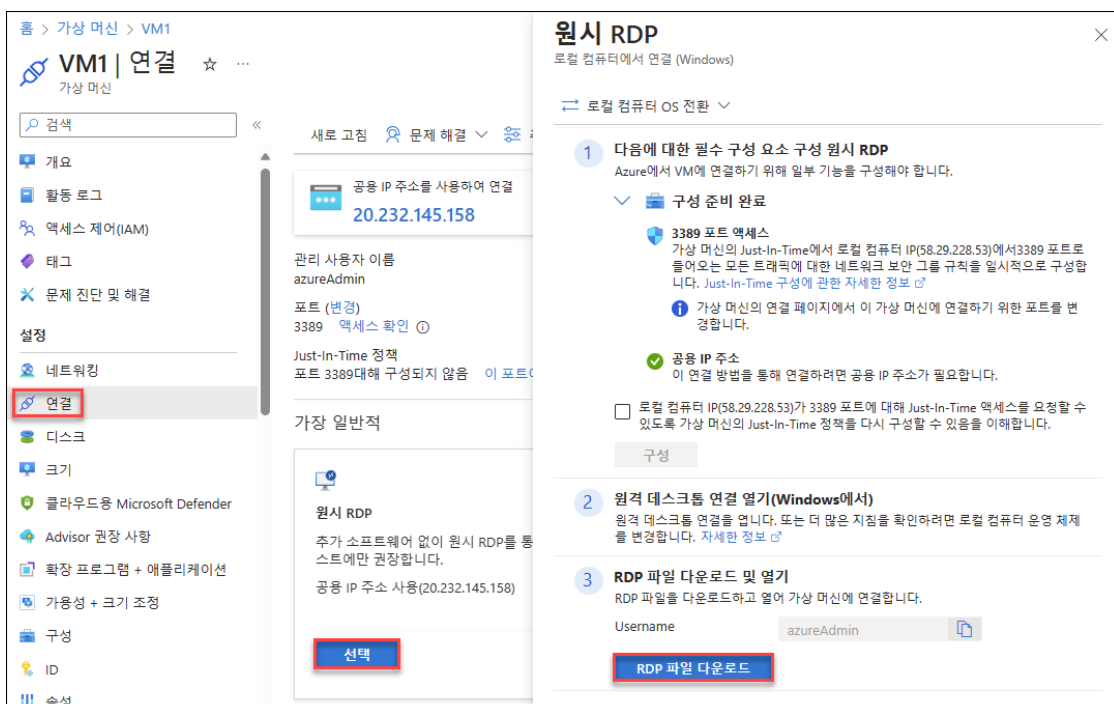 홈 > 가상 머신 > VM1
VM1 | 연결
가상 머신
검색
개요
활동 로그
액세스 제어(IAM)
태그
문제 진단 및 해결
설정
네트워킹
연결
디스크
크기
클라우드용 Microsoft Defender
Advisor 권장 사항
확장 프로그램 + 애플리케이션
가용성 + 크기 조정
구성
ID
속성
새로 고침 문제 해결
공용 IP 주소를 사용하여 연결
20.232.145.158
관리 사용자 이름
azureAdmin
포트 (변경)
3389 액세스 확인
Just-In-Time 정책
포트 3389대해 구성되지 않음 이 포트에
가장 일반적
원시 RDP
추가 소프트웨어 없이 원시 RDP를 통
스트에만 권장합니다.
공용 IP 주소 사용(20.232.145.158)
선택
원시 RDP
로컬 컴퓨터에서 연결 (Windows)
로컬 컴퓨터 OS 전환
1 다음에 대한 필수 구성 요소 구성 원시 RDP
Azure에서 VM에 연결하기 위해 일부 기능을 구성해야 합니다.
구성 준비 완료
3389 포트 액세스
가상 머신의 Just-In-Time에서 로컬 컴퓨터 IP(58.29.228.53)에서3389 포트로
들어오는 모든 트래픽에 대한 네트워크 보안 그룹 규칙을 일시적으로 구성합
니다. Just-In-Time 구성에 관한 자세한 정보
가상 머신의 연결 페이지에서 이 가상 머신에 연결하기 위한 포트를 변
경합니다.
공용 IP 주소
이 연결 방법을 통해 연결하려면 공용 IP 주소가 필요합니다.
로컬 컴퓨터 IP(58.29.228.53)가 3389 포트에 대해 Just-In-Time 액세스를 요청할 수
있도록 가상 머신의 Just-In-Time 정책을 다시 구성할 수 있음을 이해합니다.
구성
2 원격 데스크톱 연결 열기(Windows에서)
원격 데스크톱 연결을 엽니다. 또는 더 많은 지침을 확인하려면 로컬 컴퓨터 운영 체제
를 변경합니다. 자세한 정보
3 RDP 파일 다운로드 및 열기
RDP 파일을 다운로드하고 열어 가상 머신에 연결합니다.
Username azureAdmin
RDP 파일 다운로드